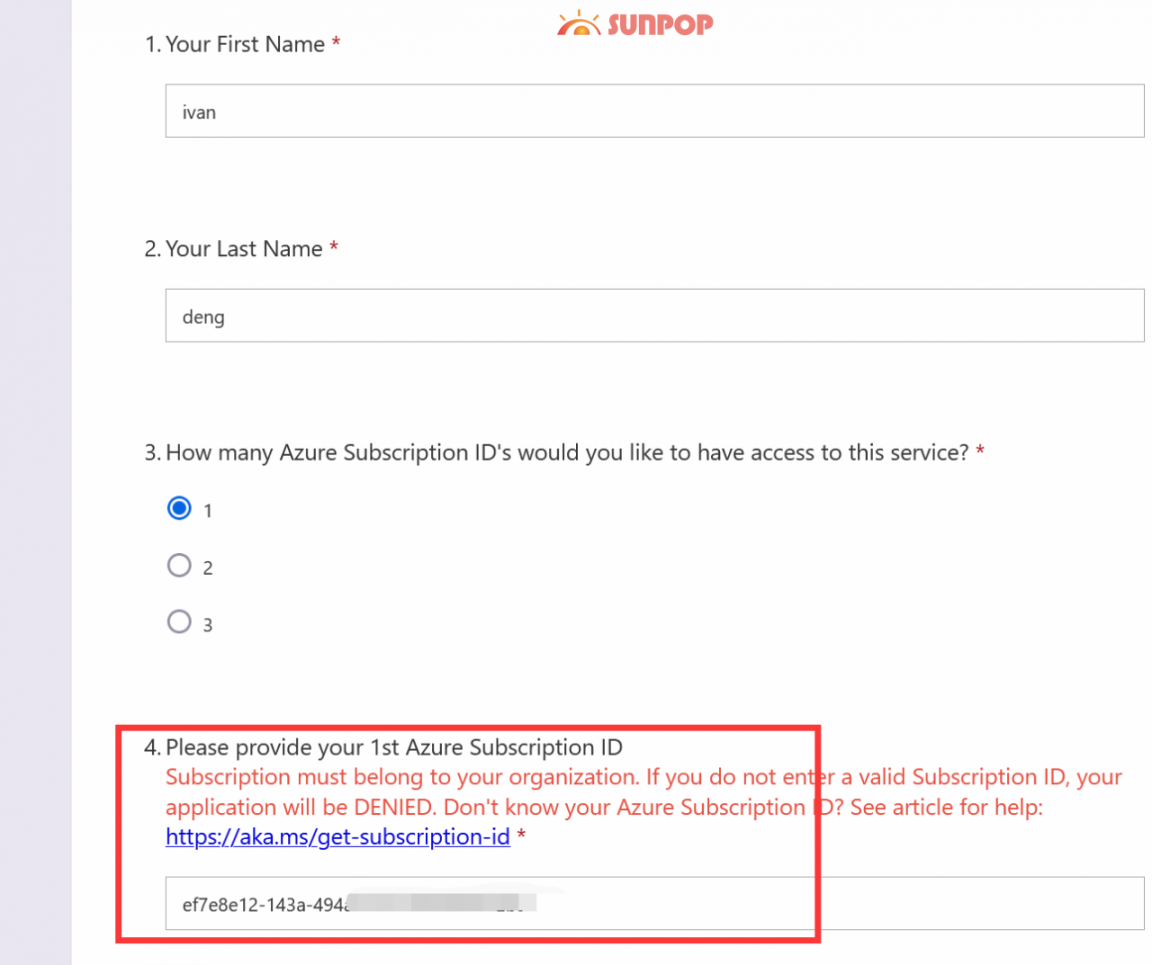 SUNPOP
1. Your First Name *
ivan
2. Your Last Name *
deng
3. How many Azure Subscription ID's would you like to have access to this service? *
1
2
3
4. Please provide your 1st Azure Subscription ID
Subscription must belong to your organization. If you do not enter a valid Subscription ID, your
application will be DENIED. Don't know your Azure Subscription ID? See article for help:
https://aka.ms/get-subscription-id *
ef7e8e12-143a-494